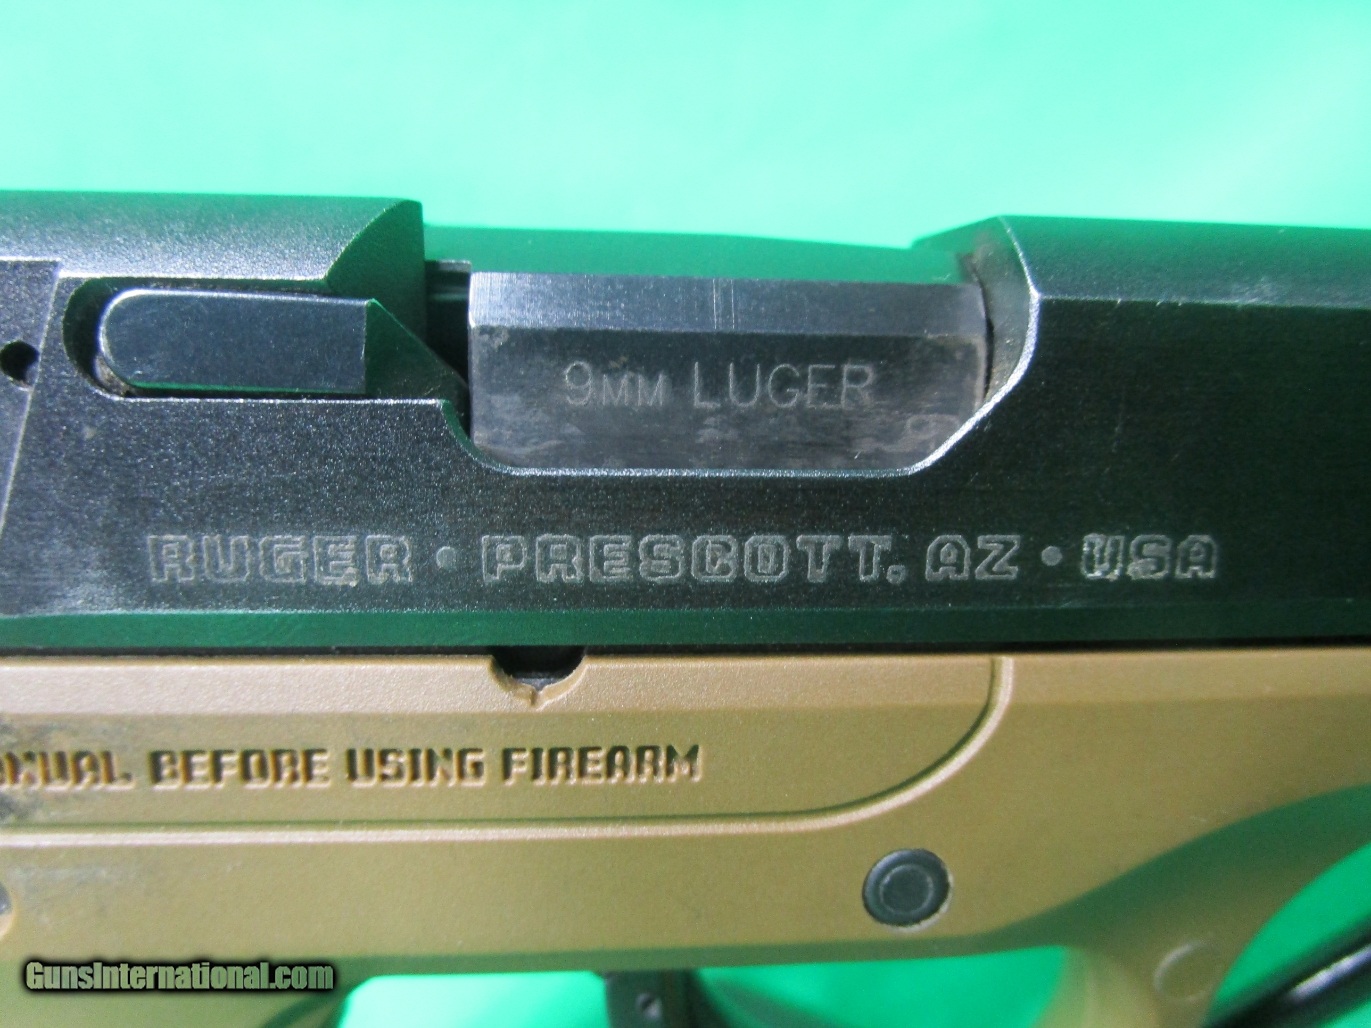 9MM LUGER
RUGER • PRESCOTT, AZ • USA
BEFORE USING FIREARM
GunsInternational.com